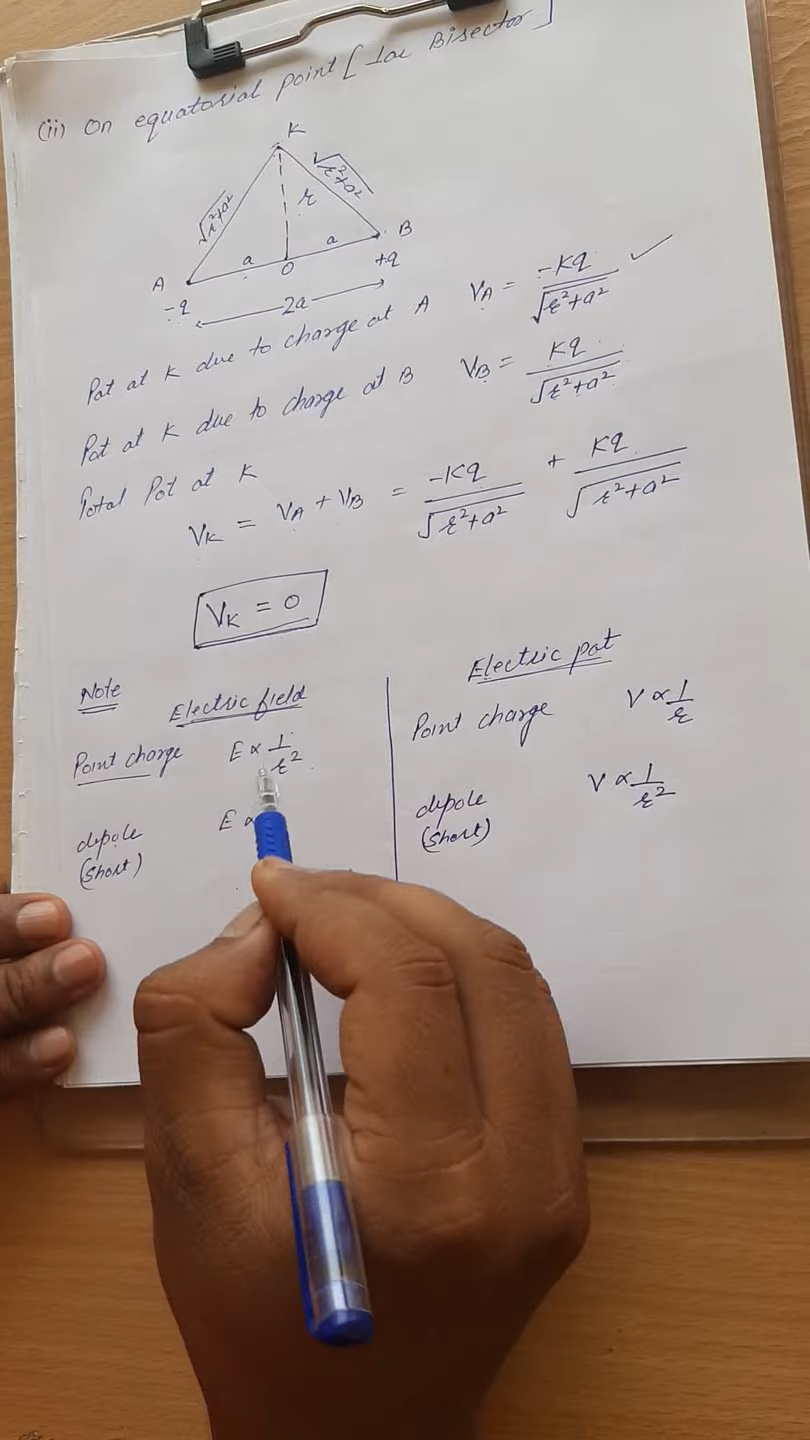 (ii) On equatorial point [ ⊥ar Bisector ]
K
√r²+a²
√r²+a²
r
a
a
A
O
B
-q
+q
2a
Pot at K due to charge at A VA = -Kq / √r²+a² ✓
Pot at K due to charge at B VB = Kq / √r²+a²
Total Pot at K
VK = VA + VB = -Kq / √r²+a² + Kq / √r²+a²
VK = 0
Note
Electric field
Point charge E ∝ 1/r²
dipole E ∝
(short)
Electric pot
Point charge V ∝ 1/r
dipole V ∝ 1/r²
(short)